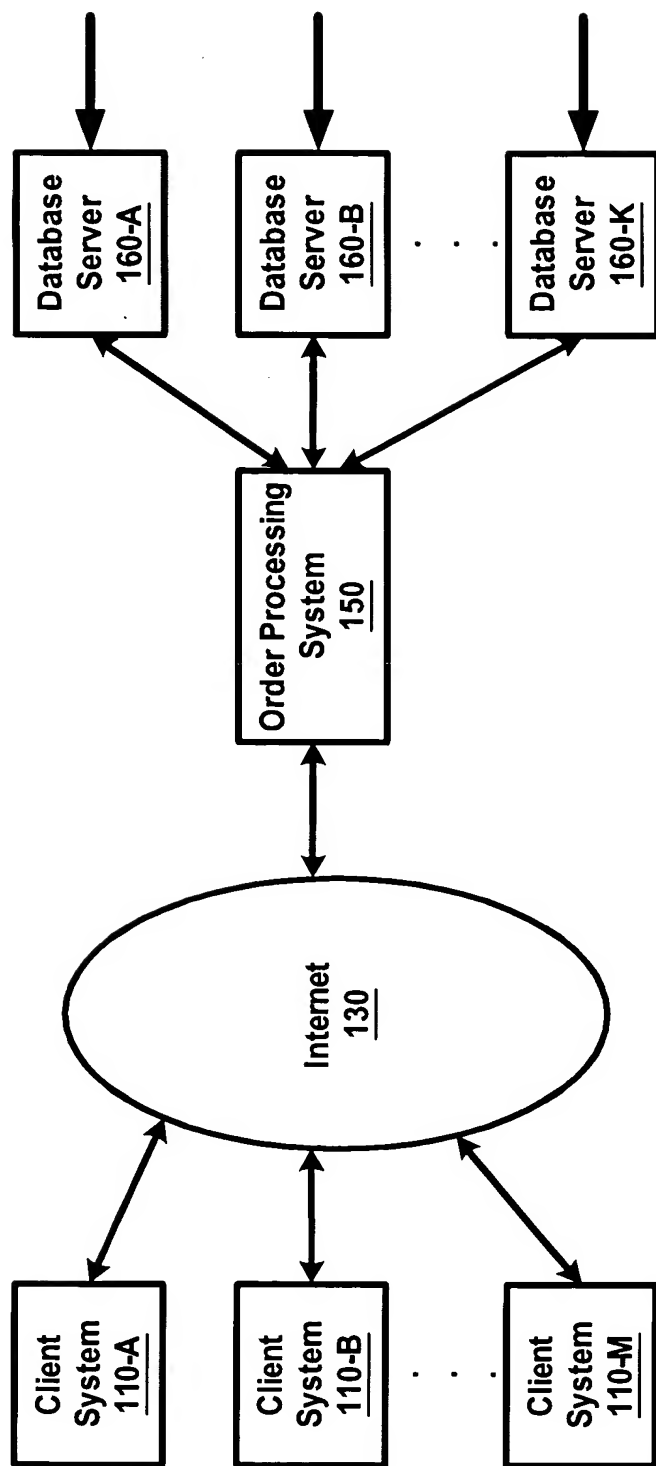 Client
System
110-A
Client
System
110-B
. . .
Client
System
110-M
Internet
130
Order Processing
System
150
Database
Server
160-A
Database
Server
160-B
. . .
Database
Server
160-K